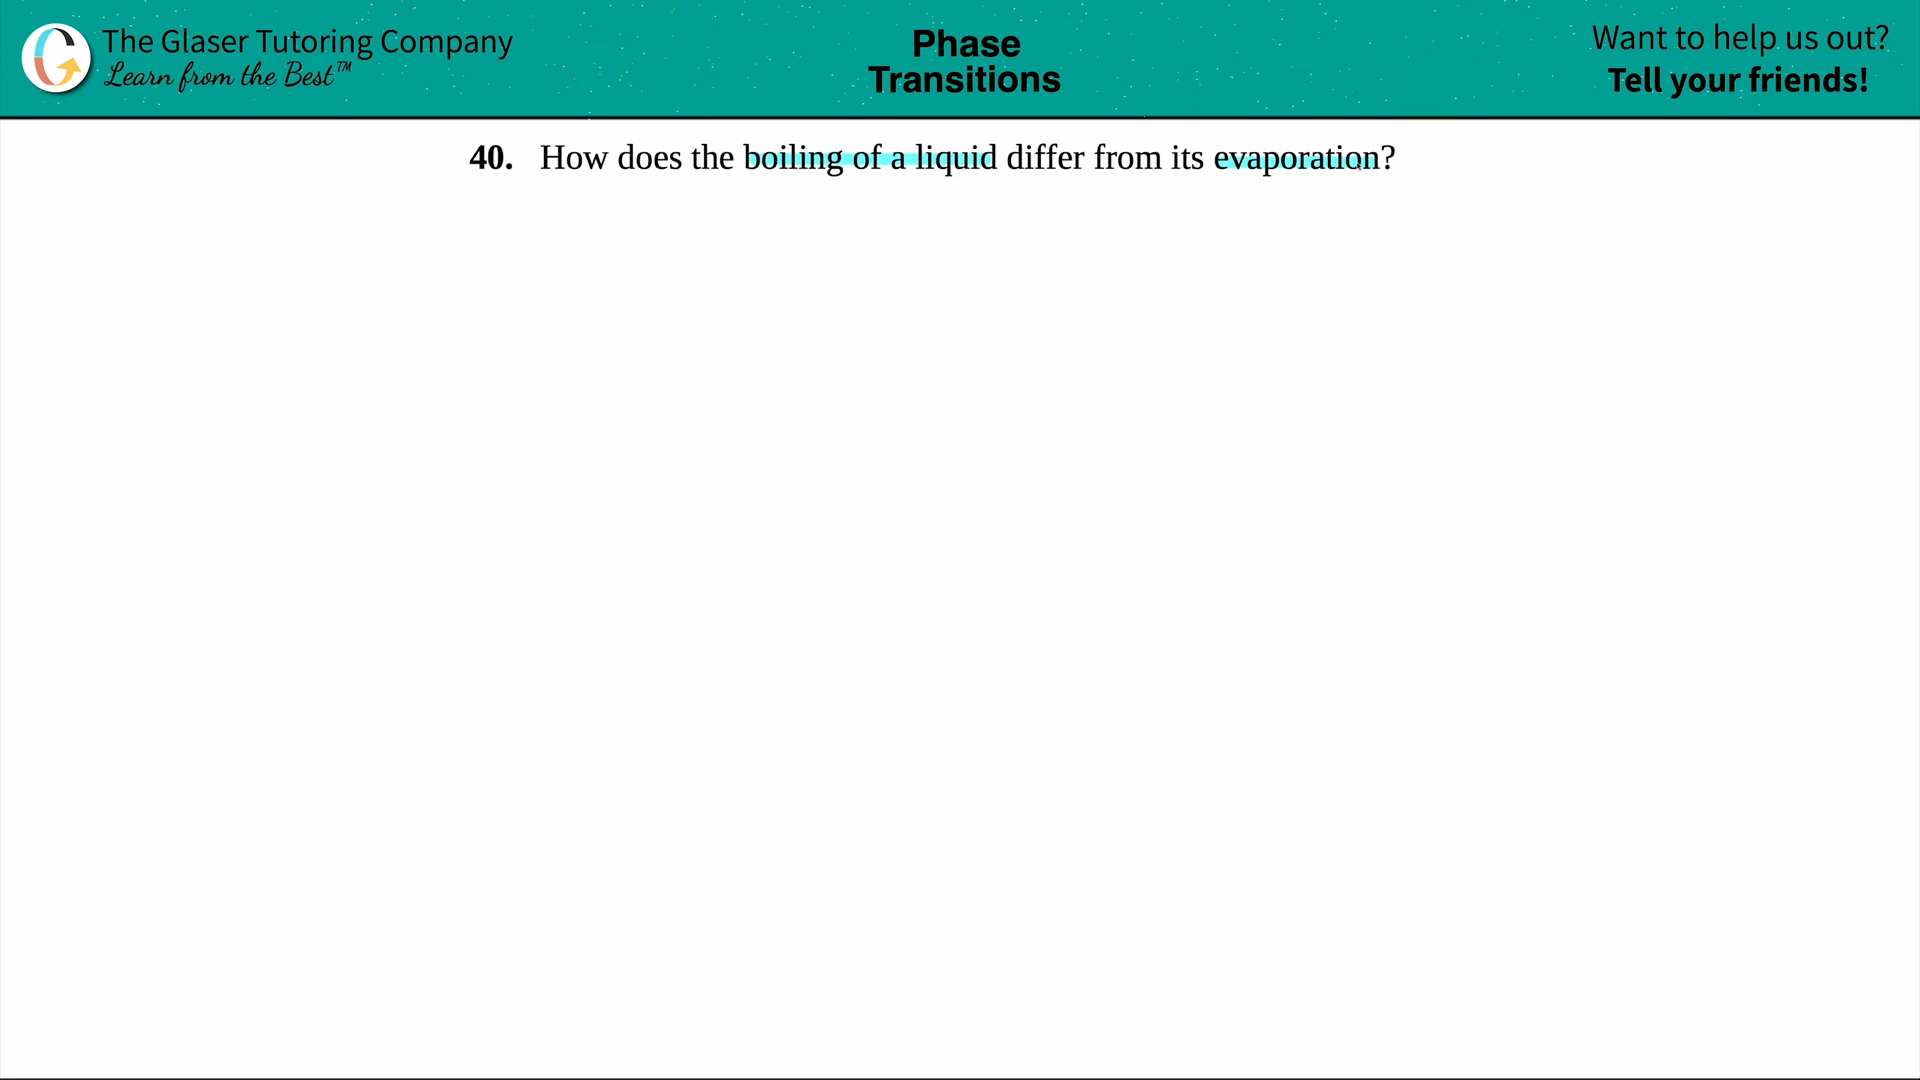 The Glaser Tutoring Company
Learn from the Best™
Phase
Transitions
Want to help us out?
Tell your friends!
40. How does the boiling of a liquid differ from its evaporation?